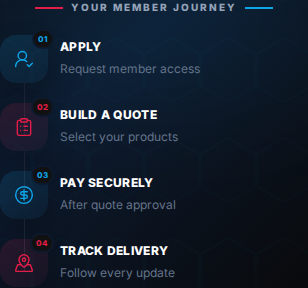 YOUR MEMBER JOURNEY
01
APPLY
Request member access
02
BUILD A QUOTE
Select your products
03
PAY SECURELY
After quote approval
04
TRACK DELIVERY
Follow every update